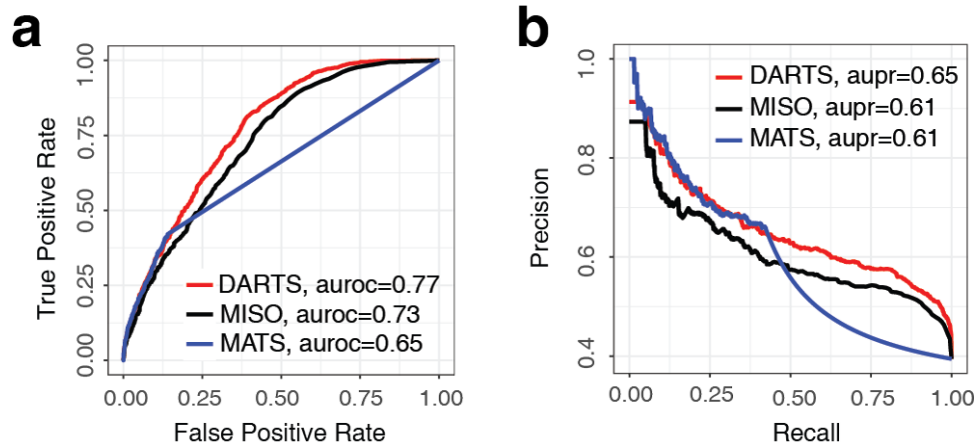 a
True Positive Rate
1.00
0.75
0.50
0.25
0.00
DARTS, auroc=0.77
MISO, auroc=0.73
MATS, auroc=0.65
0.00 0.25 0.50 0.75 1.00
False Positive Rate
b
Precision
1.0
0.8
0.6
0.4
DARTS, aupr=0.65
MISO, aupr=0.61
MATS, aupr=0.61
0.00 0.25 0.50 0.75 1.00
Recall